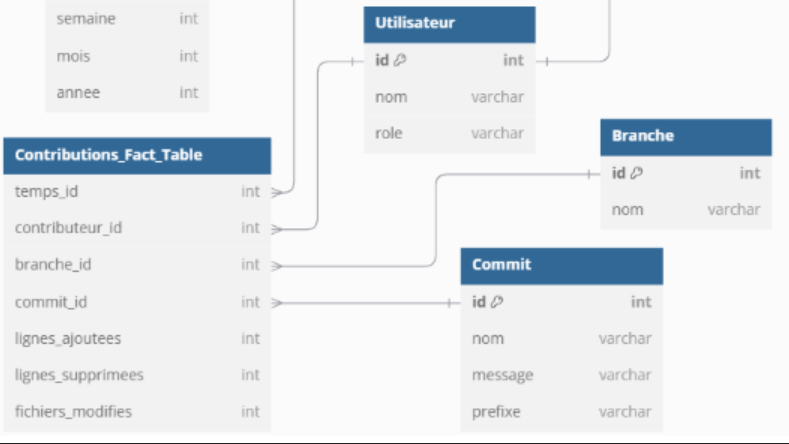 semaine int
mois int
annee int
Utilisateur
id int
nom varchar
role varchar
Branche
id int
nom varchar
Contributions_Fact_Table
temps_id int
contributeur_id int
branche_id int
commit_id int
lignes_ajoutees int
lignes_supprimees int
fichiers_modifies int
Commit
id int
nom varchar
message varchar
prefixe varchar